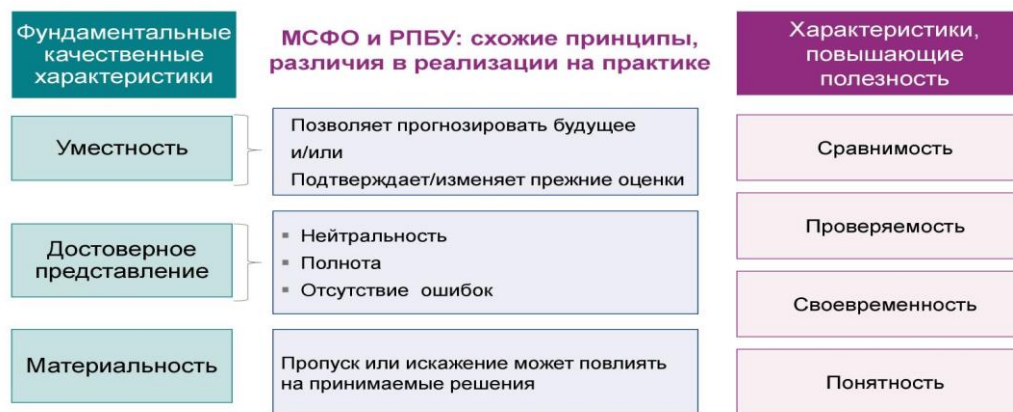 Фундаментальные
качественные
характеристики
МСФО и РПБУ: схожие принципы,
различия в реализации на практике
Характеристики,
повышающие
полезность
Уместность
Позволяет прогнозировать будущее
и/или
Подтверждает/изменяет прежние оценки
Сравнимость
Достоверное
представление
▪ Нейтральность
▪ Полнота
▪ Отсутствие ошибок
Проверяемость
Своевременность
Материальность
Пропуск или искажение может повлиять
на принимаемые решения
Понятность